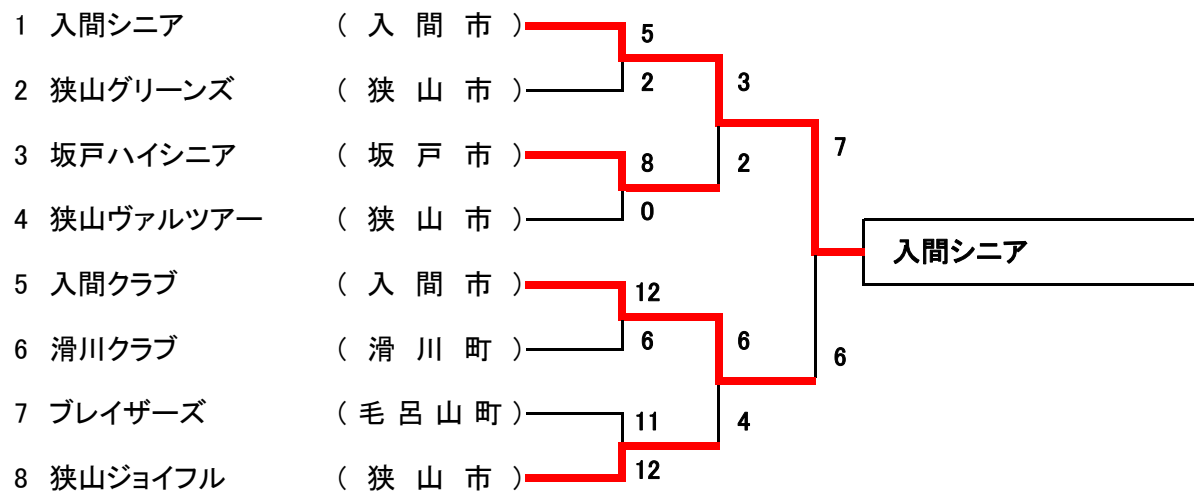 1 入間シニア ( 入 間 市 ) 5
2 狭山グリーンズ ( 狭 山 市 ) 2 3
3 坂戸ハイシニア ( 坂 戸 市 ) 8 2 7
4 狭山ヴァルツアー ( 狭 山 市 ) 0
入間シニア
5 入間クラブ ( 入 間 市 ) 12
6 滑川クラブ ( 滑 川 町 ) 6 6 6
7 ブレイザーズ ( 毛 呂 山 町 ) 11 4
8 狭山ジョイフル ( 狭 山 市 ) 12